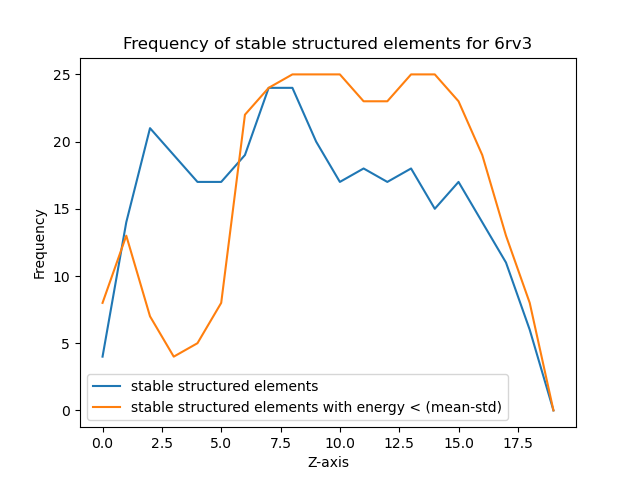 Frequency of stable structured elements for 6rv3
Frequency
25
20
15
10
5
0
stable structured elements
stable structured elements with energy < (mean-std)
0.0 2.5 5.0 7.5 10.0 12.5 15.0 17.5
Z-axis